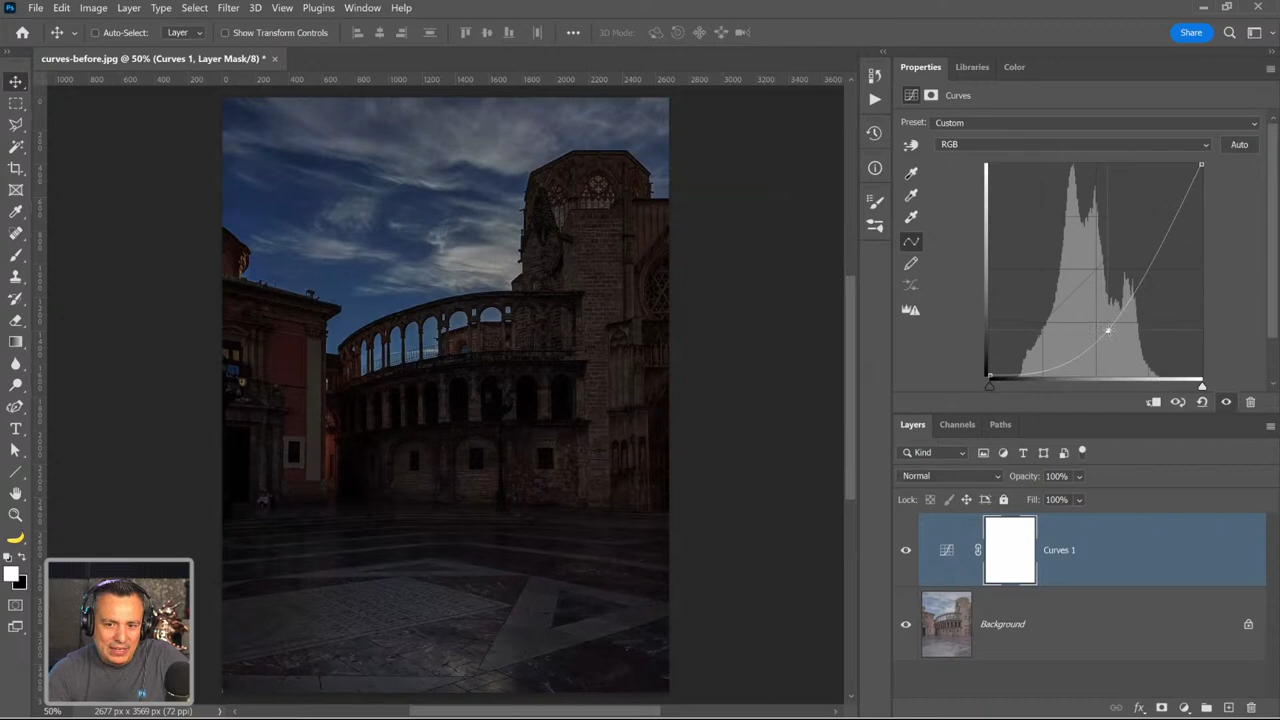 Ps File Edit Image Layer Type Select Filter 3D View Plugins Window Help
Auto-Select: Layer Show Transform Controls 3D Mode: Share
curves-before.jpg @ 50% (Curves 1, Layer Mask/8) *
1000 800 600 400 200 0 200 400 600 800 1000 1200 1400 1600 1800 2000 2200 2400 2600 2800 3000 3200 3400 3600
Properties Libraries Color
Curves
Preset: Custom
RGB Auto
Layers Channels Paths
Kind
Normal Opacity: 100%
Lock: Fill: 100%
Curves 1
Background
50% 2677 px x 3569 px (72 ppi)